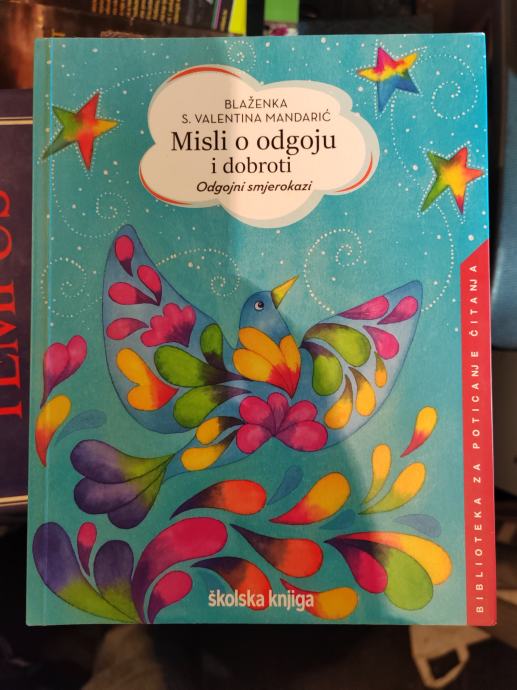 BLAŽENKA
S. VALENTINA MANDARIĆ
Misli o odgoju
i dobroti
Odgojni smjerokazi
BIBLIOTEKA ZA POTICANJE ČITANJA
školska knjiga